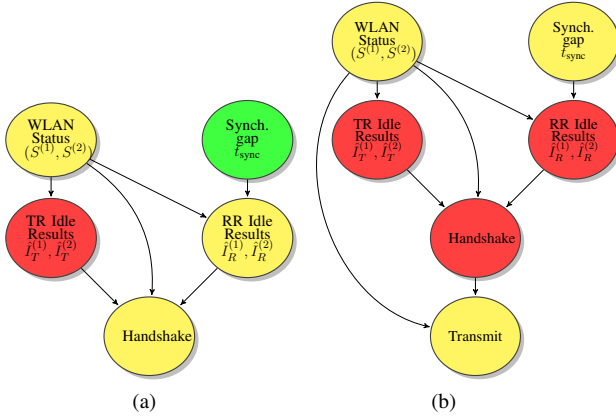 WLAN
Status
(S^(1), S^(2))
Synch.
gap
t_sync
TR Idle
Results
Î_T^(1), Î_T^(2)
RR Idle
Results
Î_R^(1), Î_R^(2)
Handshake
(a)
WLAN
Status
(S^(1), S^(2))
Synch.
gap
t_sync
TR Idle
Results
Î_T^(1), Î_T^(2)
RR Idle
Results
Î_R^(1), Î_R^(2)
Handshake
Transmit
(b)